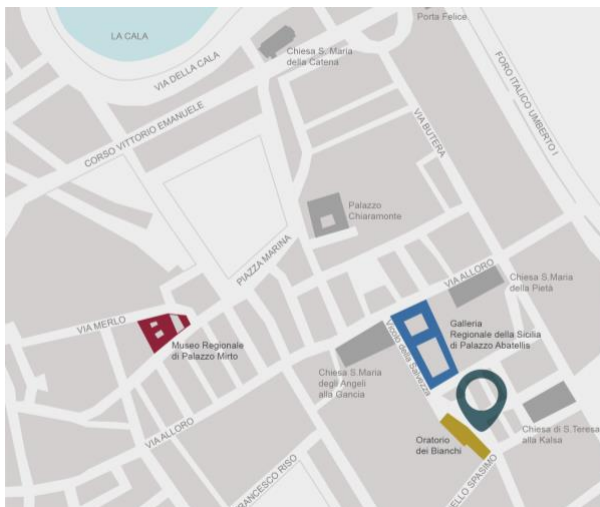 Porta Felice
LA CALA
Chiesa S. Maria
della Catena
VIA DELLA CALA
FORO ITALICO UMBERTO I
CORSO VITTORIO EMANUELE
VIA BUTERA
Palazzo
Chiaramonte
PIAZZA MARINA
VIA ALLORO
Chiesa S.Maria
della Pietà
VIA MERLO
Museo Regionale
di Palazzo Mirto
Galleria
Regionale della Sicilia
di Palazzo Abatellis
Vicolo della Salvezza
Chiesa S.Maria
degli Angeli
alla Gancia
VIA ALLORO
Oratorio
dei Bianchi
Chiesa di S.Teresa
alla Kalsa
ELLO SPASIMO
FRANCESCO RISO